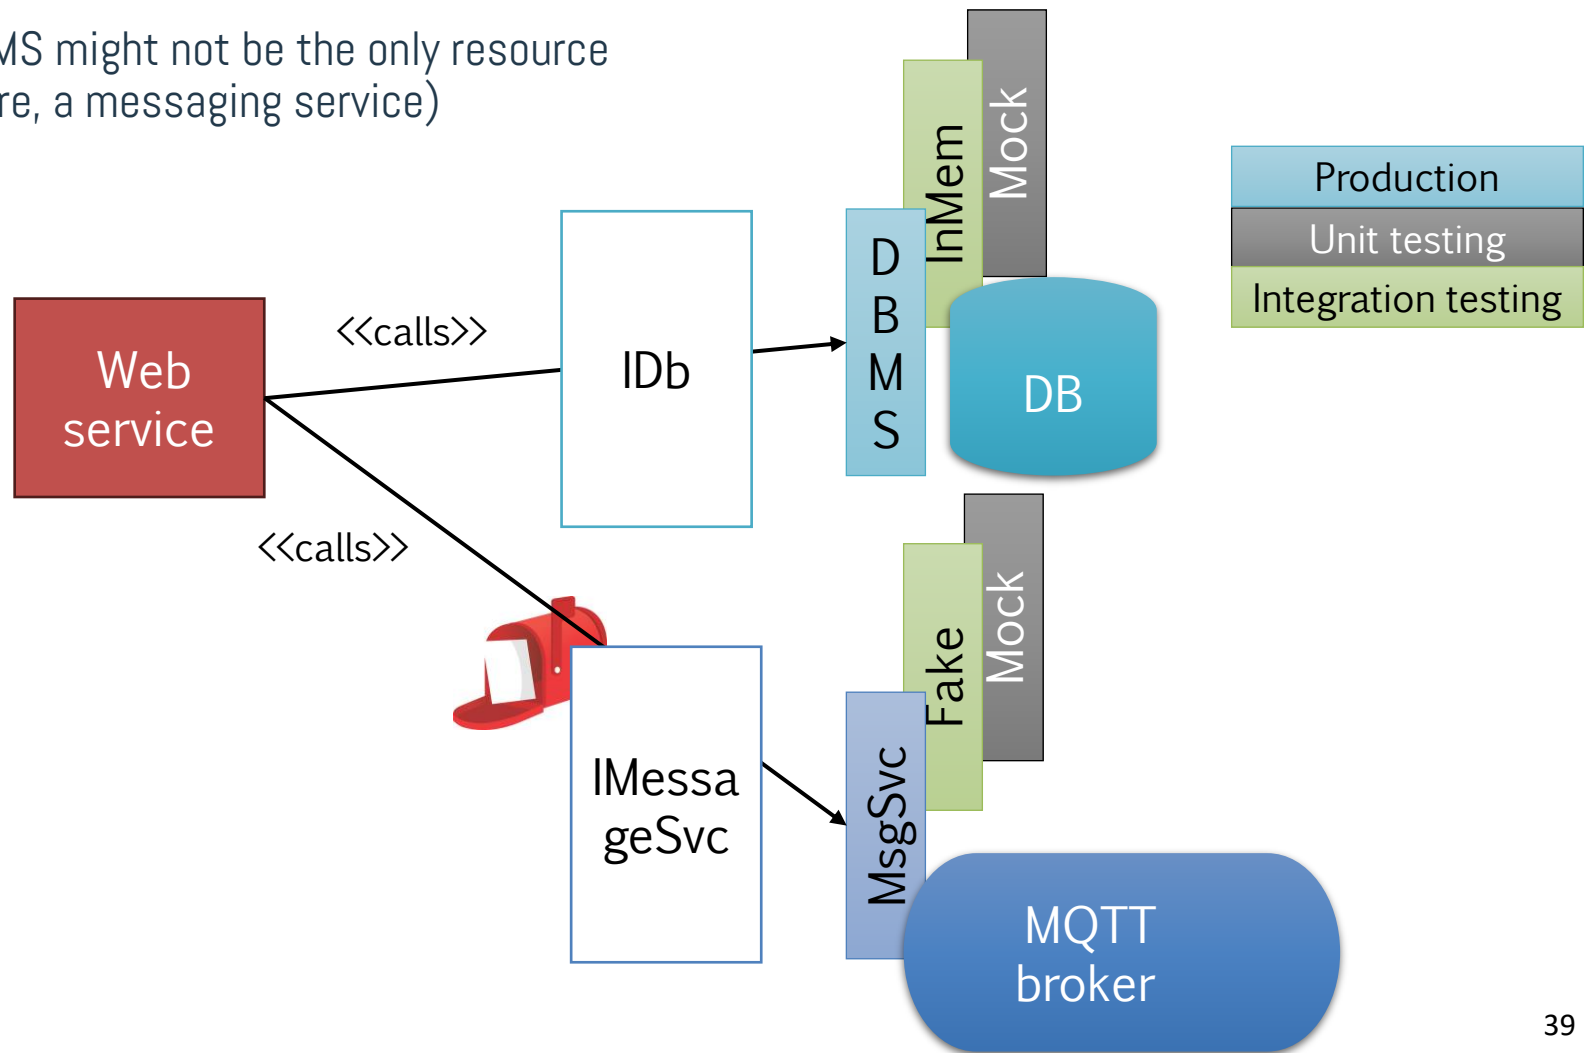 MS might not be the only resource
re, a messaging service)
Mock
InMem
Production
Unit testing
Integration testing
D
B
M
S
<<calls>>
IDb
Web
service
DB
<<calls>>
Mock
Fake
IMessa
geSvc
MsgSvc
MQTT
broker
39